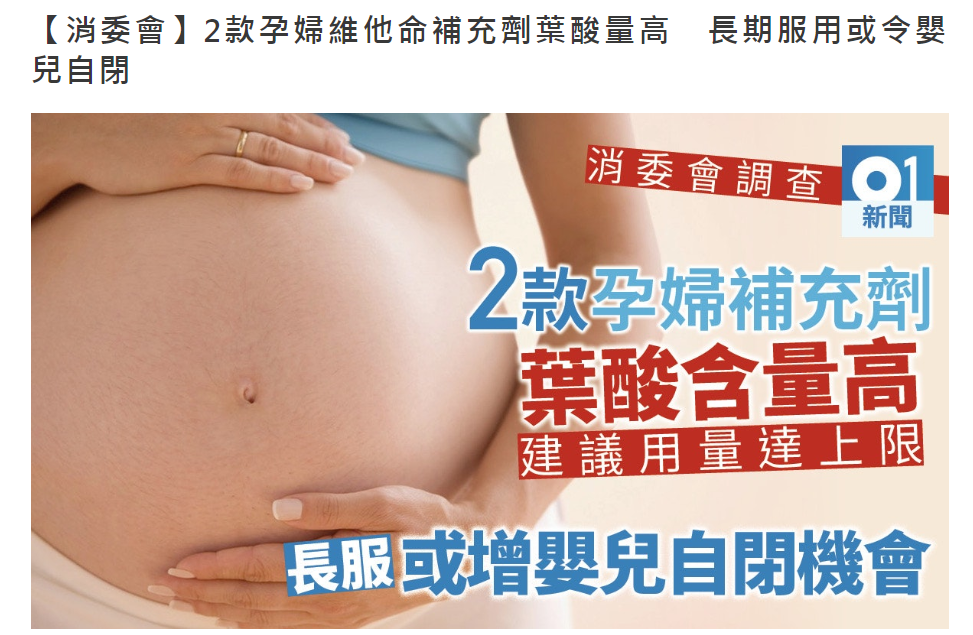 【消委會】2款孕婦維他命補充劑葉酸量高　長期服用或令嬰
兒自閉
消委會調查
01
新聞
2款孕婦補充劑
葉酸含量高
建議用量達上限
長服或增嬰兒自閉機會